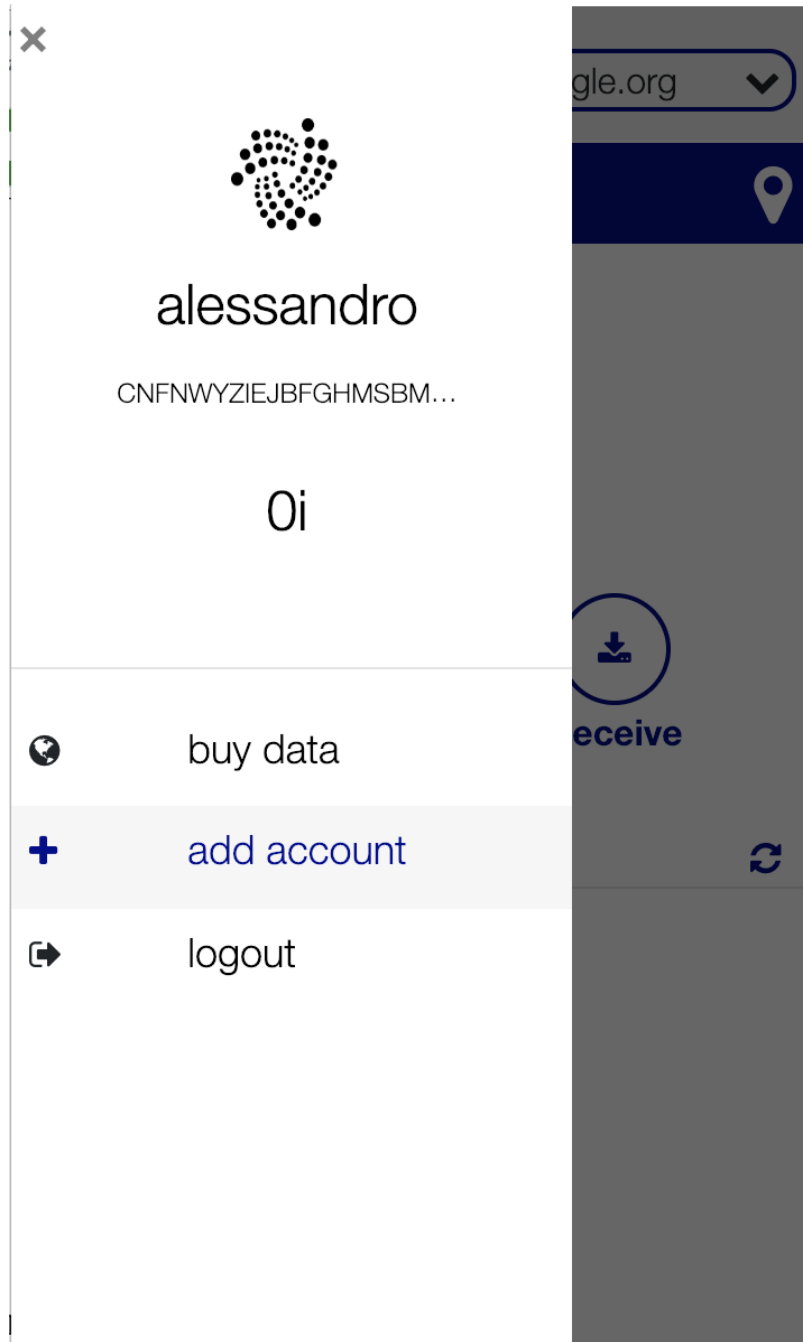 gle.org
alessandro
CNFNWYZIEJBFGHMSBM...
0i
eceive
buy data
add account
logout